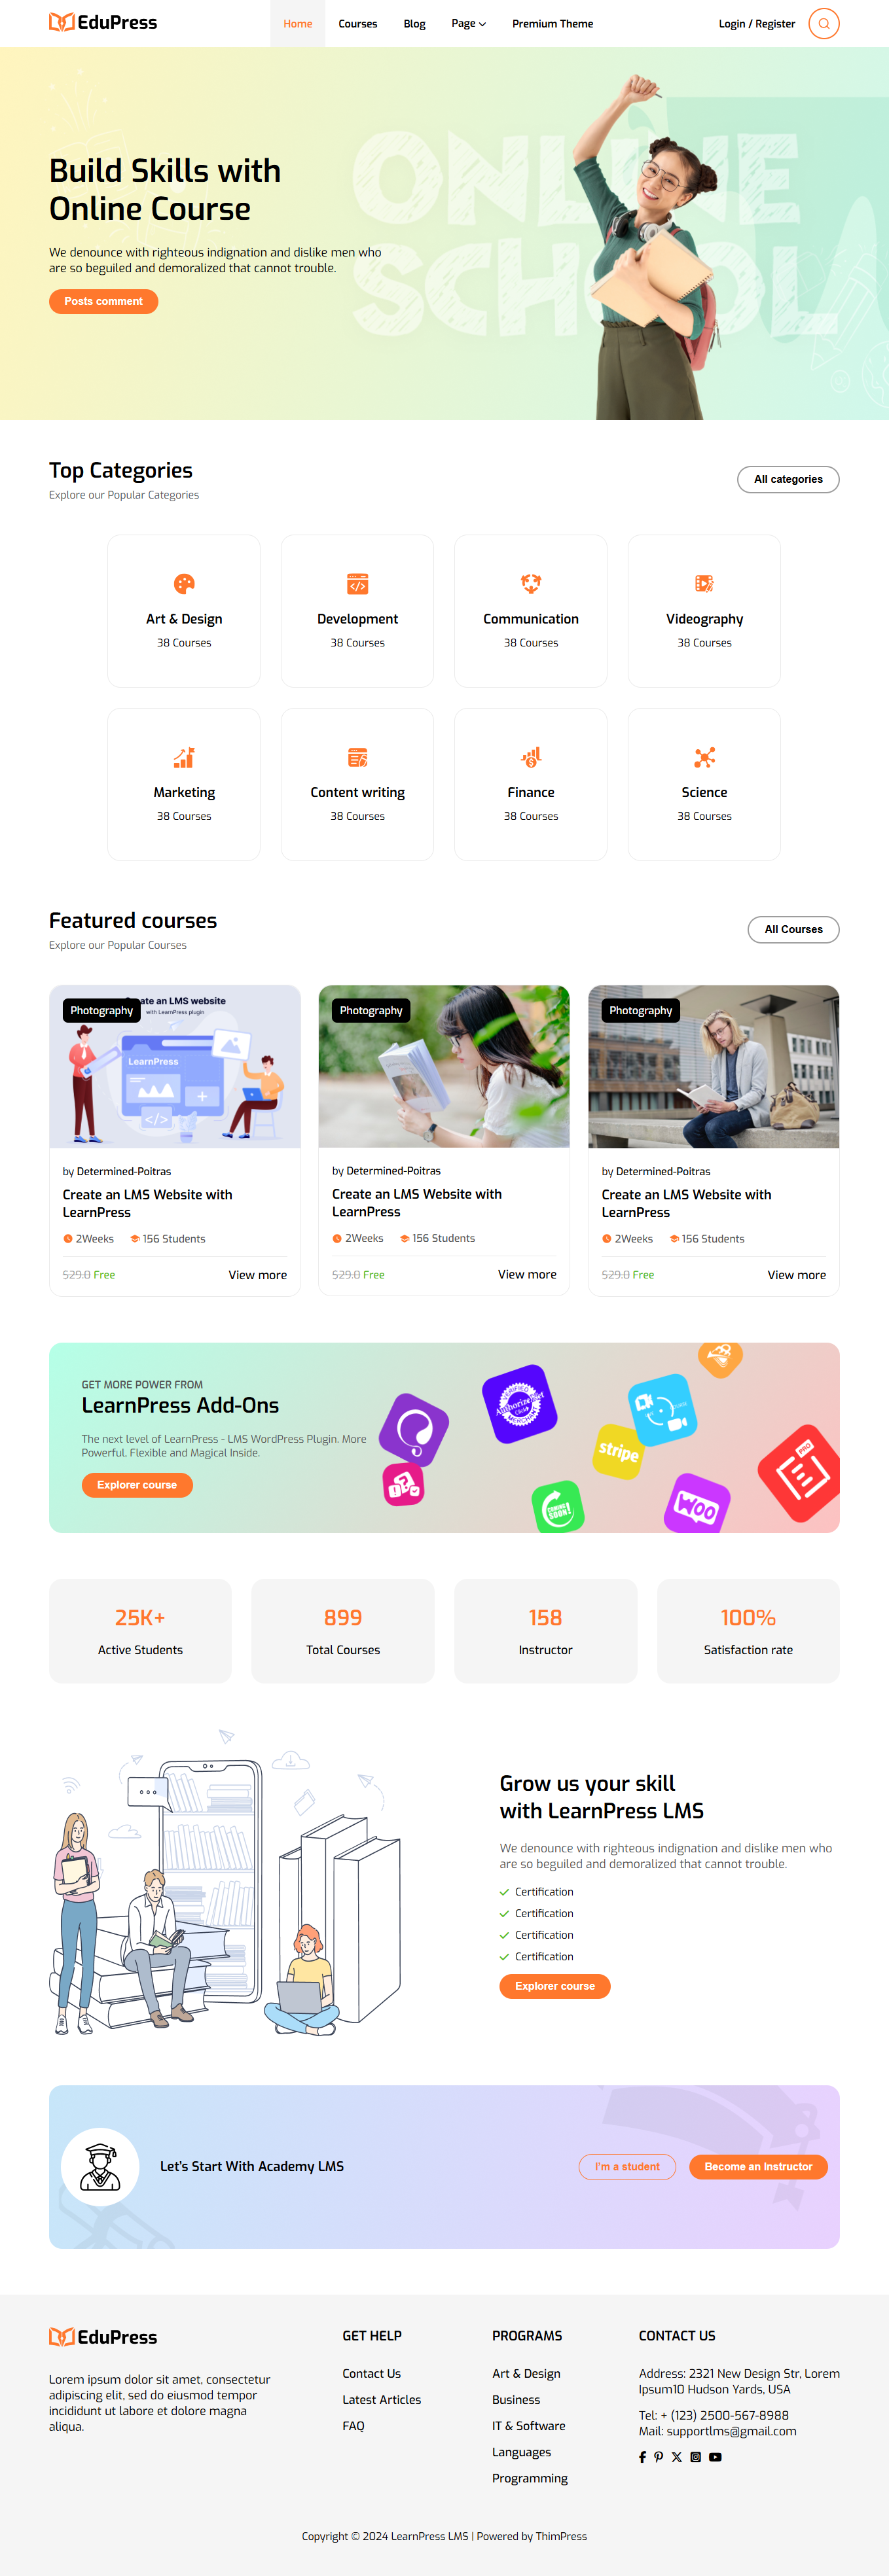 EduPress
Home
Courses
Blog
Page
Premium Theme
Login / Register
ONLINE
SCHOOL
Build Skills with
Online Course
We denounce with righteous indignation and dislike men who
are so beguiled and demoralized that cannot trouble.
Posts comment
Top Categories
Explore our Popular Categories
All categories
Art & Design
38 Courses
Development
38 Courses
Communication
38 Courses
Videography
38 Courses
Marketing
38 Courses
Content writing
38 Courses
Finance
38 Courses
Science
38 Courses
Featured courses
Explore our Popular Courses
All Courses
Photography
ate an LMS website
with LearnPress plugin
LearnPress
</>
by Determined-Poitras
Create an LMS Website with
LearnPress
2Weeks
156 Students
$29.0 Free
View more
Photography
by Determined-Poitras
Create an LMS Website with
LearnPress
2Weeks
156 Students
$29.0 Free
View more
Photography
by Determined-Poitras
Create an LMS Website with
LearnPress
2Weeks
156 Students
$29.0 Free
View more
GET MORE POWER FROM
LearnPress Add-Ons
The next level of LearnPress - LMS WordPress Plugin. More
Powerful, Flexible and Magical Inside.
Explorer course
VERIFIED
Authorize.Net
Click
MERCHANT
stripe
COMING
SOON!
WOO
PRO
25K+
Active Students
899
Total Courses
158
Instructor
100%
Satisfaction rate
Grow us your skill
with LearnPress LMS
We denounce with righteous indignation and dislike men who
are so beguiled and demoralized that cannot trouble.
Certification
Certification
Certification
Certification
Explorer course
Let's Start With Academy LMS
I'm a student
Become an Instructor
EduPress
Lorem ipsum dolor sit amet, consectetur
adipiscing elit, sed do eiusmod tempor
incididunt ut labore et dolore magna
aliqua.
GET HELP
Contact Us
Latest Articles
FAQ
PROGRAMS
Art & Design
Business
IT & Software
Languages
Programming
CONTACT US
Address: 2321 New Design Str, Lorem
Ipsum10 Hudson Yards, USA
Tel: + (123) 2500-567-8988
Mail: supportlms@gmail.com
Copyright © 2024 LearnPress LMS | Powered by ThimPress